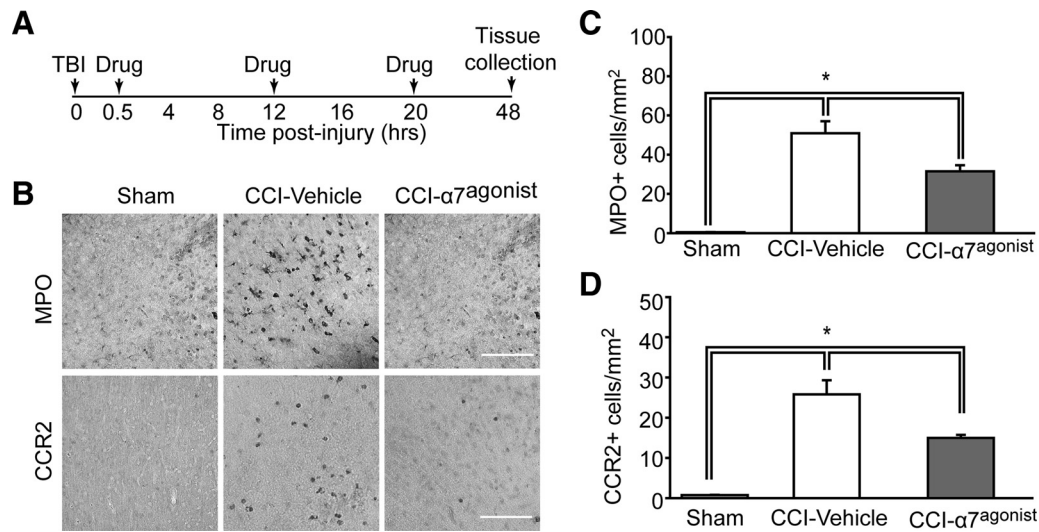 A
TBI Drug Drug Drug Tissue collection
0 0.5 4 8 12 16 20 48
Time post-injury (hrs)
B
Sham CCI-Vehicle CCI-α7agonist
MPO
CCR2
C
MPO+ cells/mm2
100
80
60
40
20
0
*
Sham CCI-Vehicle CCI-α7agonist
D
CCR2+ cells/mm2
50
40
30
20
10
0
*
Sham CCI-Vehicle CCI-α7agonist